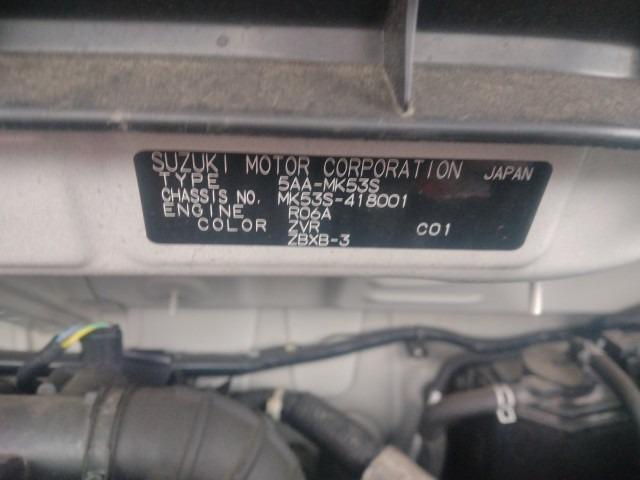 SUZUKI MOTOR CORPORATION JAPAN
TYPE 5AA-MK53S
CHASSIS NO. MK53S-418001
ENGINE R06A
COLOR ZVR C01
ZBXB-3